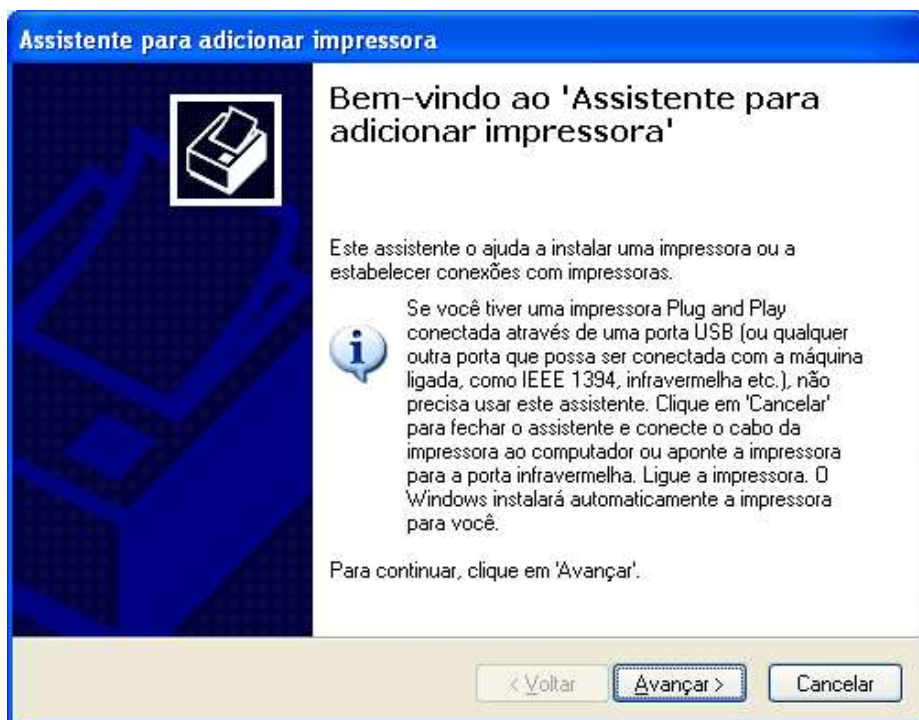 Assistente para adicionar impressora
Bem-vindo ao 'Assistente para
adicionar impressora'
Este assistente o ajuda a instalar uma impressora ou a
estabelecer conexões com impressoras.
Se você tiver uma impressora Plug and Play
conectada através de uma porta USB (ou qualquer
outra porta que possa ser conectada com a máquina
ligada, como IEEE 1394, infravermelha etc.), não
precisa usar este assistente. Clique em 'Cancelar'
para fechar o assistente e conecte o cabo da
impressora ao computador ou aponte a impressora
para a porta infravermelha. Ligue a impressora. O
Windows instalará automaticamente a impressora
para você.
Para continuar, clique em 'Avançar'.
< Voltar Avançar > Cancelar